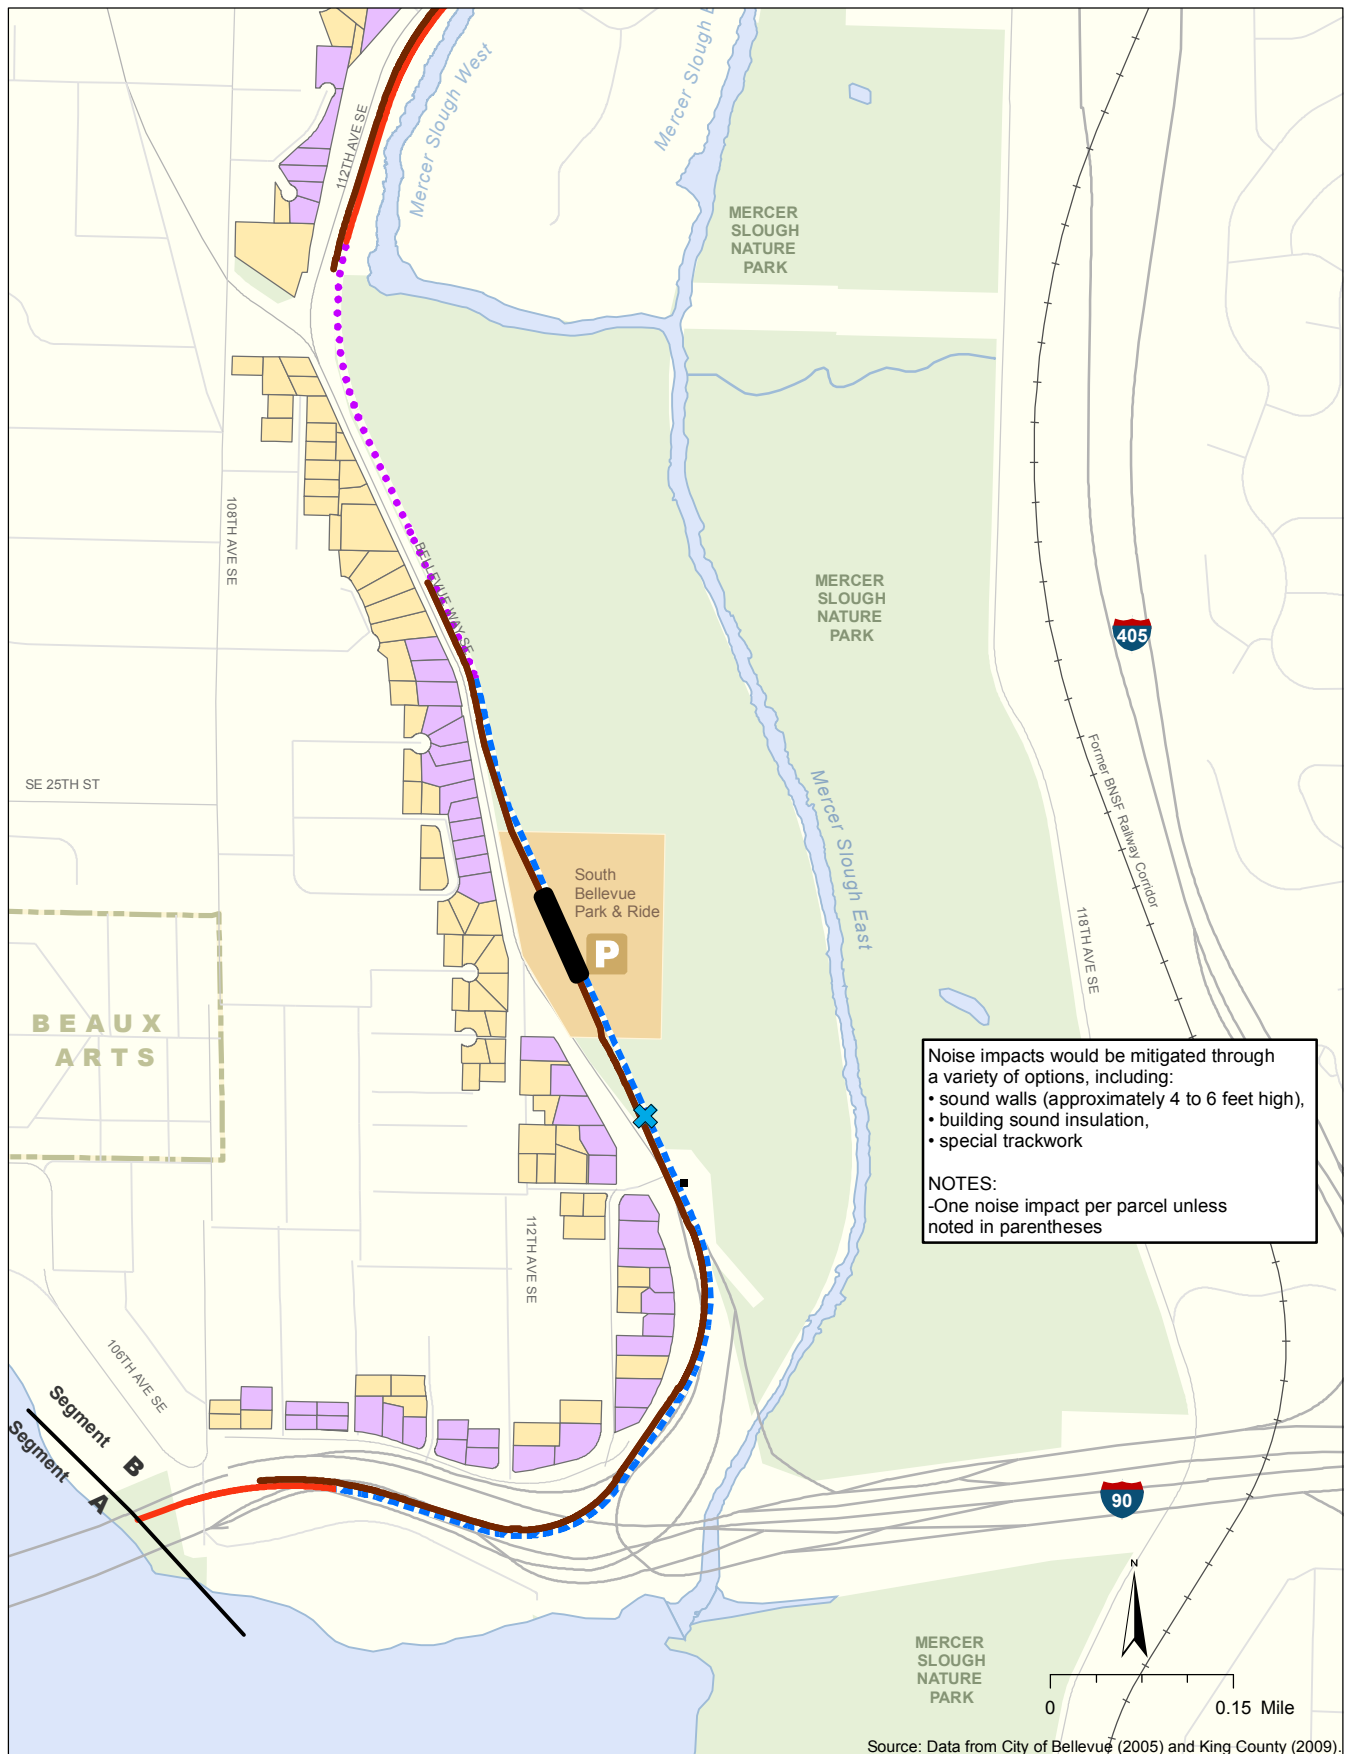 Mercer Slough West
Mercer Slough
112TH AVE SE
MERCER
SLOUGH
NATURE
PARK
108TH AVE SE
BELLEVUE WAY SE
MERCER
SLOUGH
NATURE
PARK
405
Former BNSF Railway Corridor
SE 25TH ST
Mercer Slough East
South
Bellevue
Park & Ride
P
118TH AVE SE
BEAUX
ARTS
Noise impacts would be mitigated through
a variety of options, including:
• sound walls (approximately 4 to 6 feet high),
• building sound insulation,
• special trackwork
NOTES:
-One noise impact per parcel unless
noted in parentheses
112TH AVE SE
106TH AVE SE
Segment B
Segment A
90
N
MERCER
SLOUGH
NATURE
PARK
0 0.15 Mile
Source: Data from City of Bellevue (2005) and King County (2009).